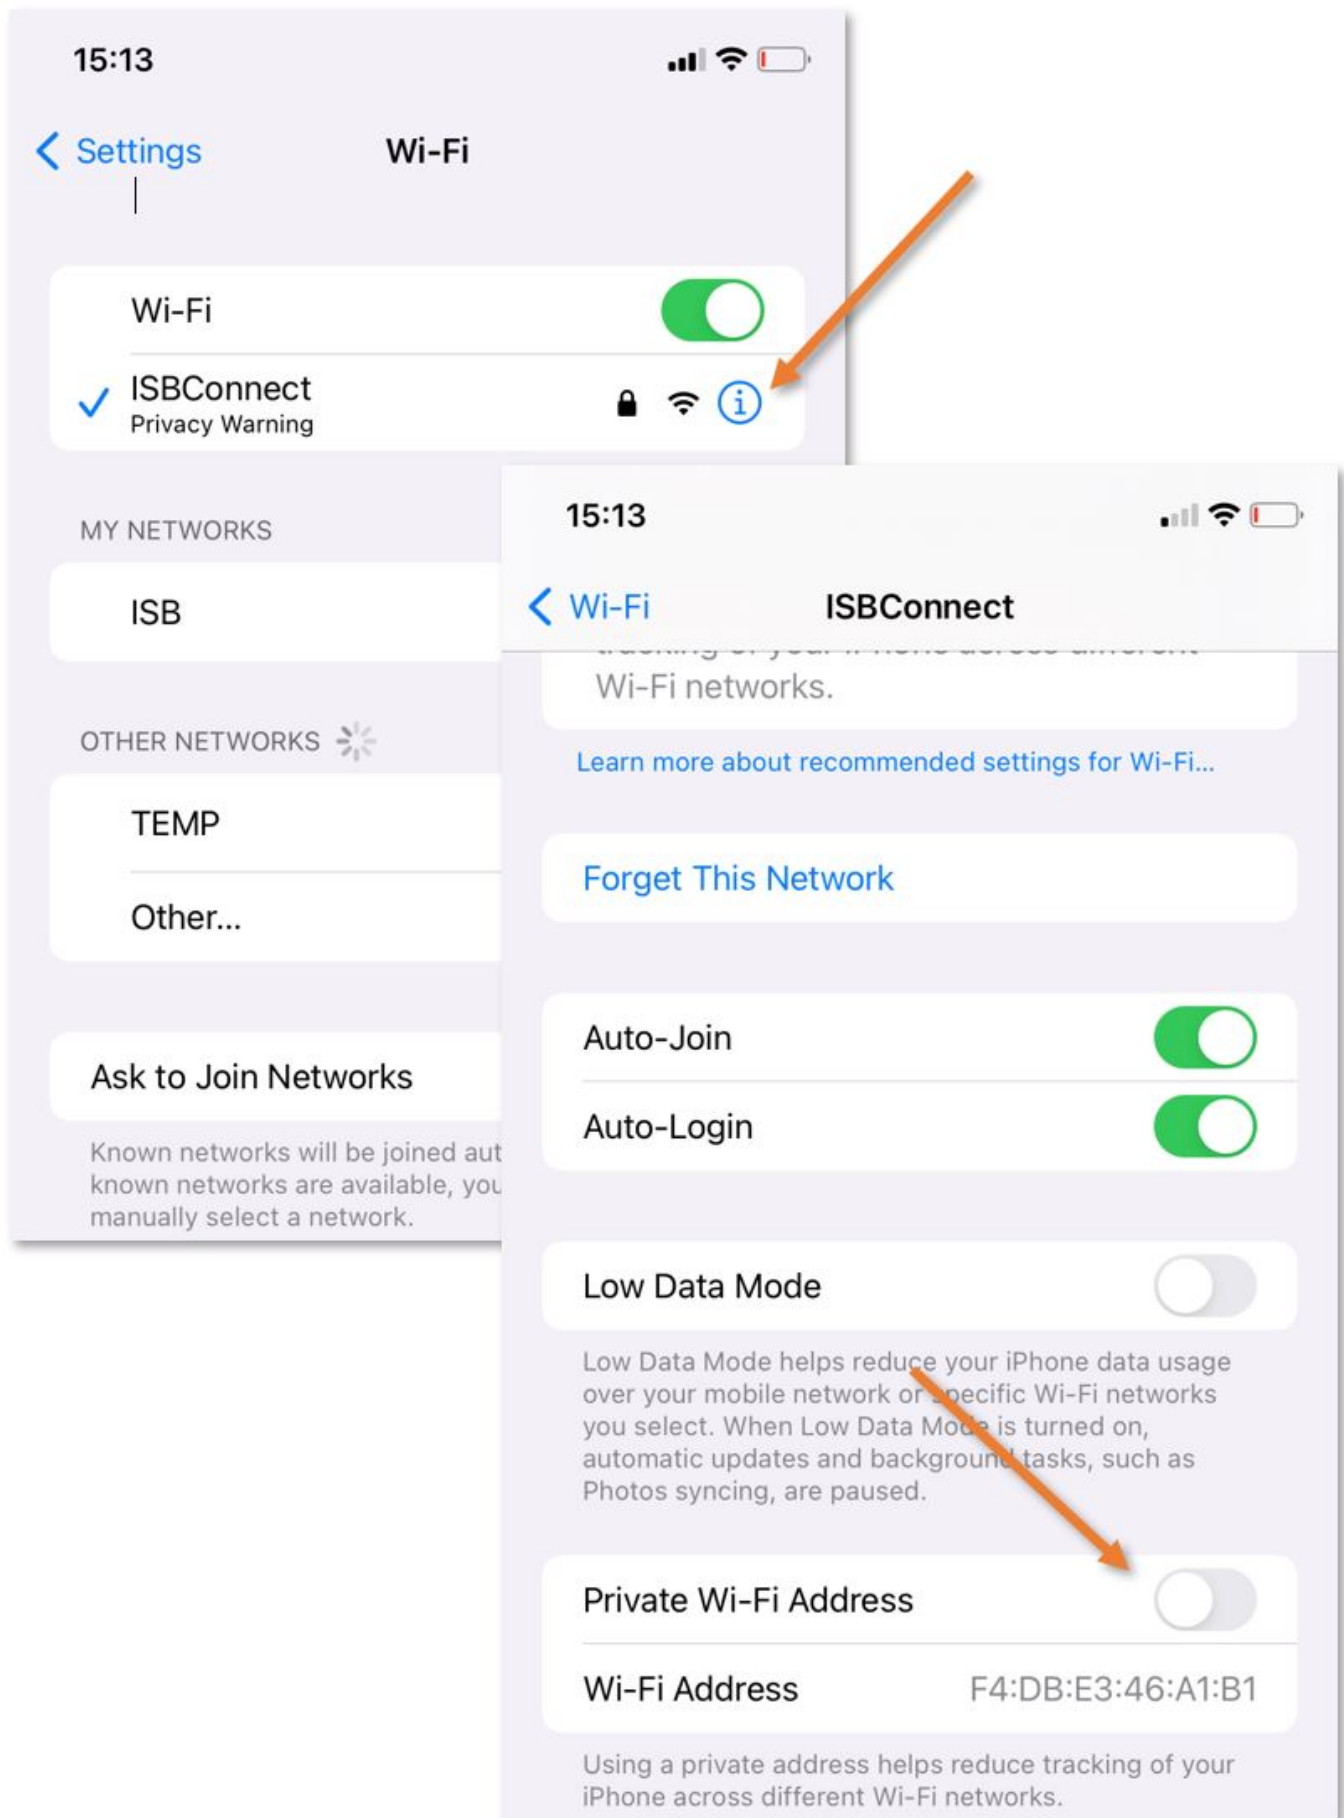 15:13
Settings
Wi-Fi
Wi-Fi
ISBConnect
Privacy Warning
MY NETWORKS
ISB
OTHER NETWORKS
TEMP
Other...
Ask to Join Networks
Known networks will be joined aut
known networks are available, you
manually select a network.
15:13
Wi-Fi
ISBConnect
tracking of your iPhone across different
Wi-Fi networks.
Learn more about recommended settings for Wi-Fi...
Forget This Network
Auto-Join
Auto-Login
Low Data Mode
Low Data Mode helps reduce your iPhone data usage
over your mobile network or specific Wi-Fi networks
you select. When Low Data Mode is turned on,
automatic updates and background tasks, such as
Photos syncing, are paused.
Private Wi-Fi Address
Wi-Fi Address
F4:DB:E3:46:A1:B1
Using a private address helps reduce tracking of your
iPhone across different Wi-Fi networks.